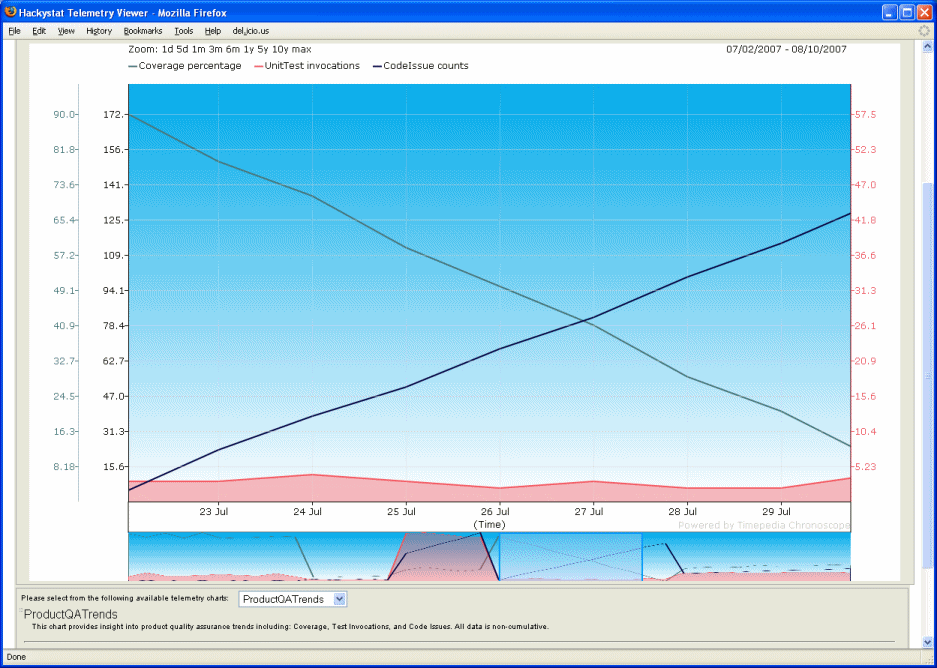 Hackystat Telemetry Viewer - Mozilla Firefox
File Edit View History Bookmarks Tools Help del.icio.us
Zoom: 1d 5d 1m 3m 6m 1y 5y 10y max 07/02/2007 - 08/10/2007
Coverage percentage UnitTest invocations CodeIssue counts
90.0 172. 57.5
81.8 156. 52.3
73.6 141. 47.0
65.4 125. 41.8
57.2 109. 36.6
49.1 94.1 31.3
40.9 78.4 26.1
32.7 62.7 20.9
24.5 47.0 15.6
16.3 31.3 10.4
8.18 15.6 5.23
23 Jul 24 Jul 25 Jul 26 Jul 27 Jul 28 Jul 29 Jul
(Time)
Powered by Timepedia Chronoscope
Please select from the following available telemetry charts: ProductQATrends
ProductQATrends
This chart provides insight into product quality assurance trends including: Coverage, Test Invocations, and Code Issues. All data is non-cumulative.
Done